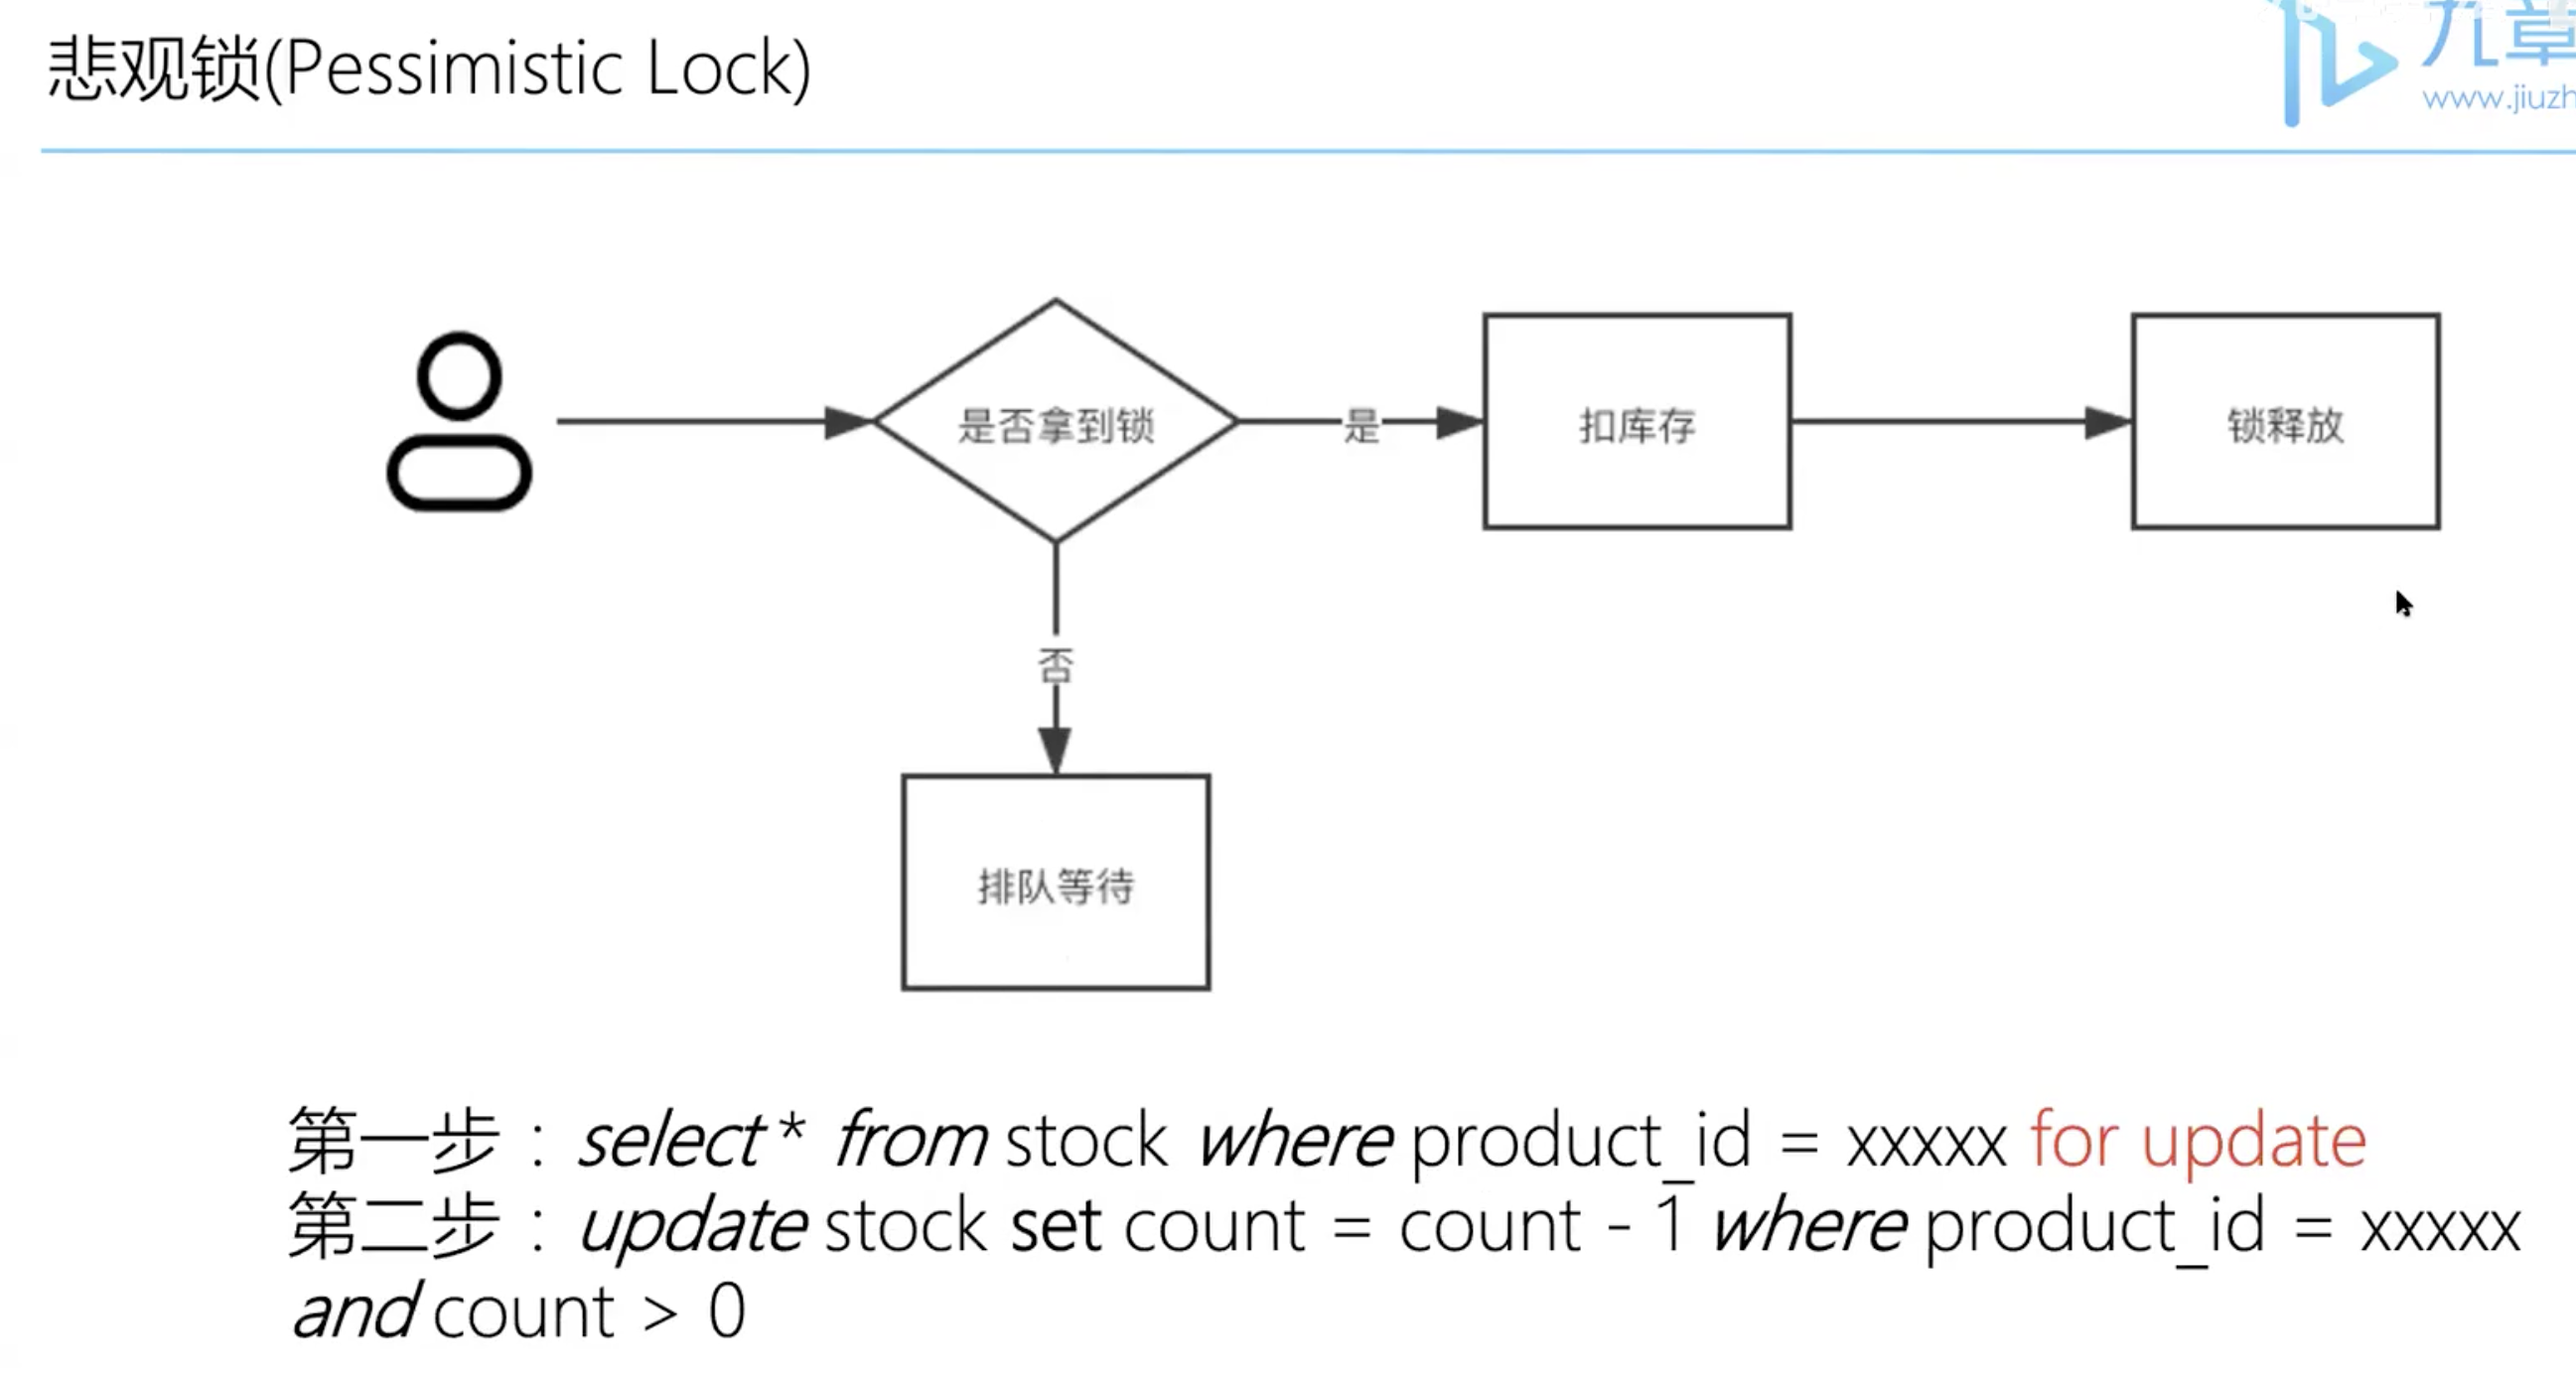 悲观锁(Pessimistic Lock)
九章
www.jiuzh
是否拿到锁
是
扣库存
锁释放
否
排队等待
第一步：select * from stock where product_id = xxxxx for update
第二步：update stock set count = count - 1 where product_id = xxxxx
and count > 0